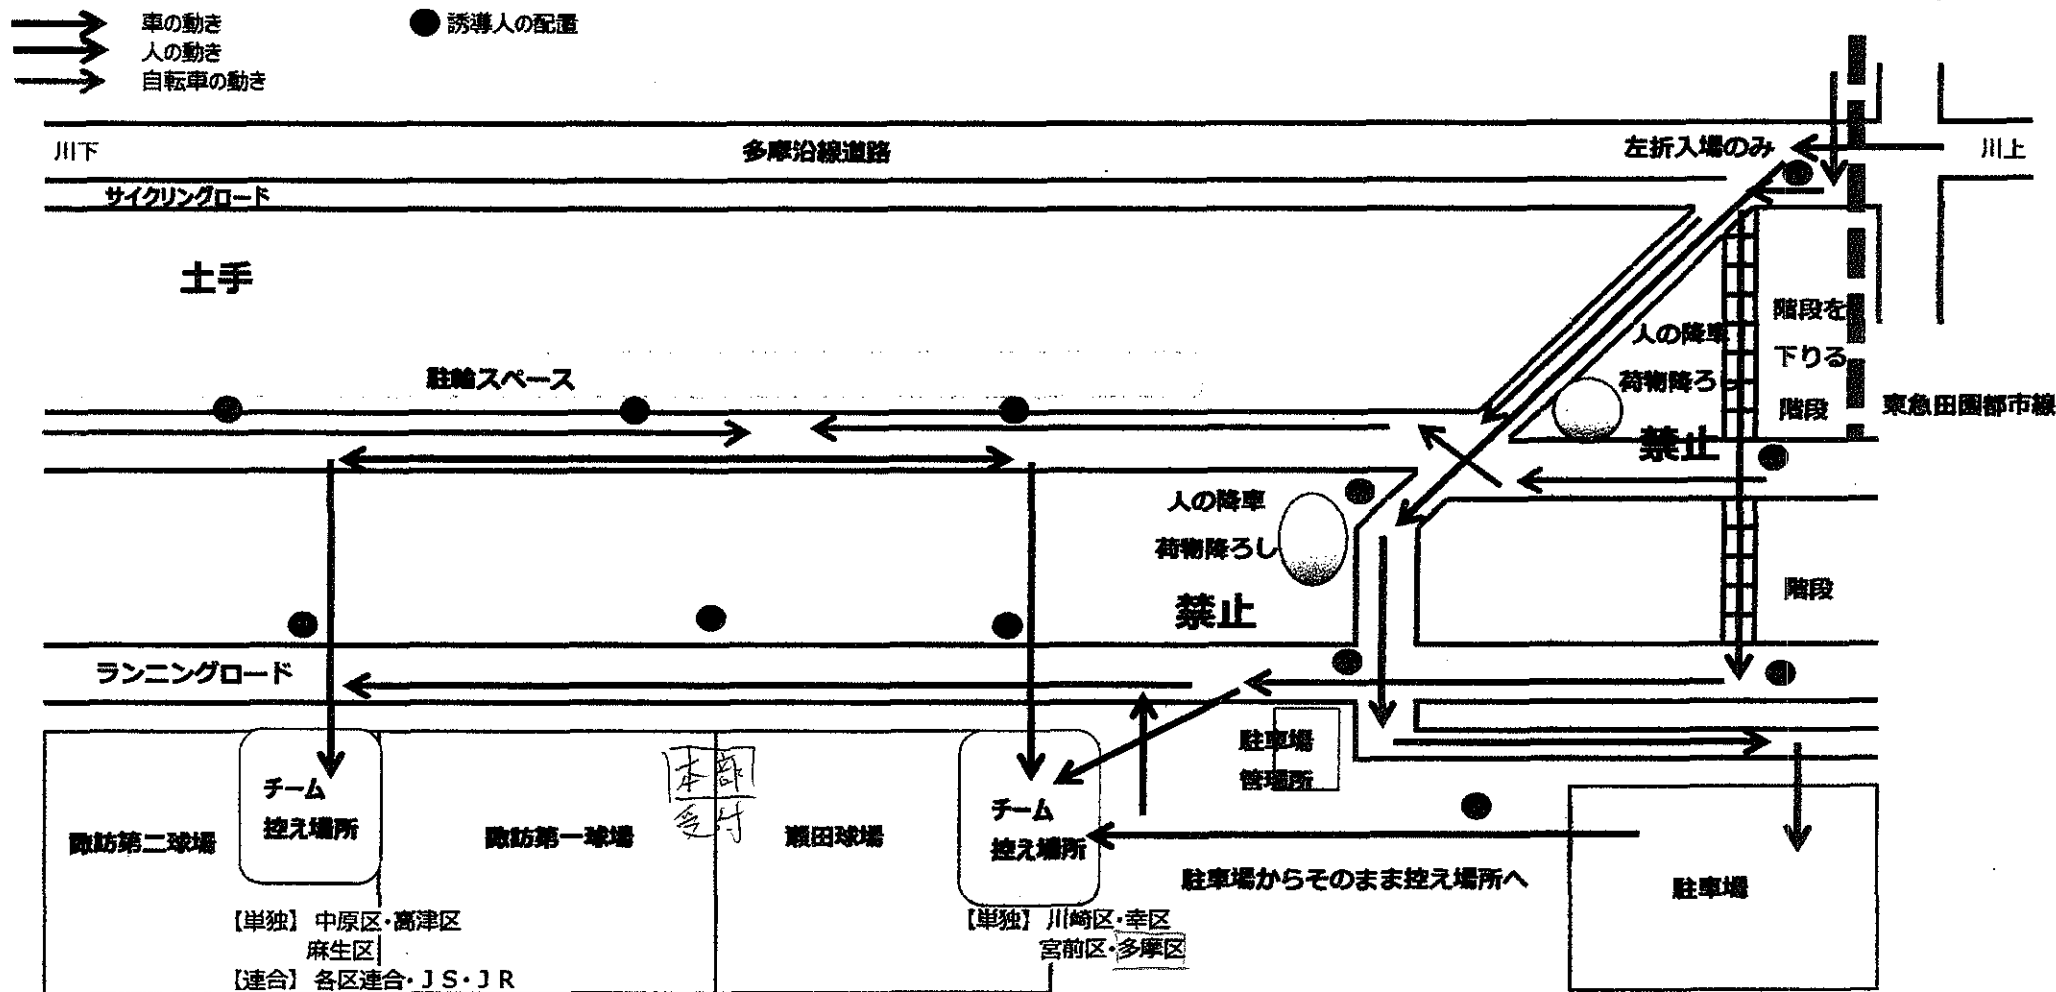 車の動き
人の動き
自転車の動き
誘導人の配置
川下
多摩沿線道路
左折入場のみ
川上
サイクリングロード
土手
階段を
下りる
階段
人の降車
荷物降ろし
禁止
東急田園都市線
駐輪スペース
人の降車
荷物降ろし
禁止
階段
ランニングロード
駐車場
管理所
チーム
控え場所
本部
受付
チーム
控え場所
諏訪第二球場
諏訪第一球場
瀬田球場
駐車場からそのまま控え場所へ
駐車場
【単独】 中原区・高津区
麻生区
【連合】 各区連合・JS・JR
【単独】 川崎区・幸区
宮前区・多摩区